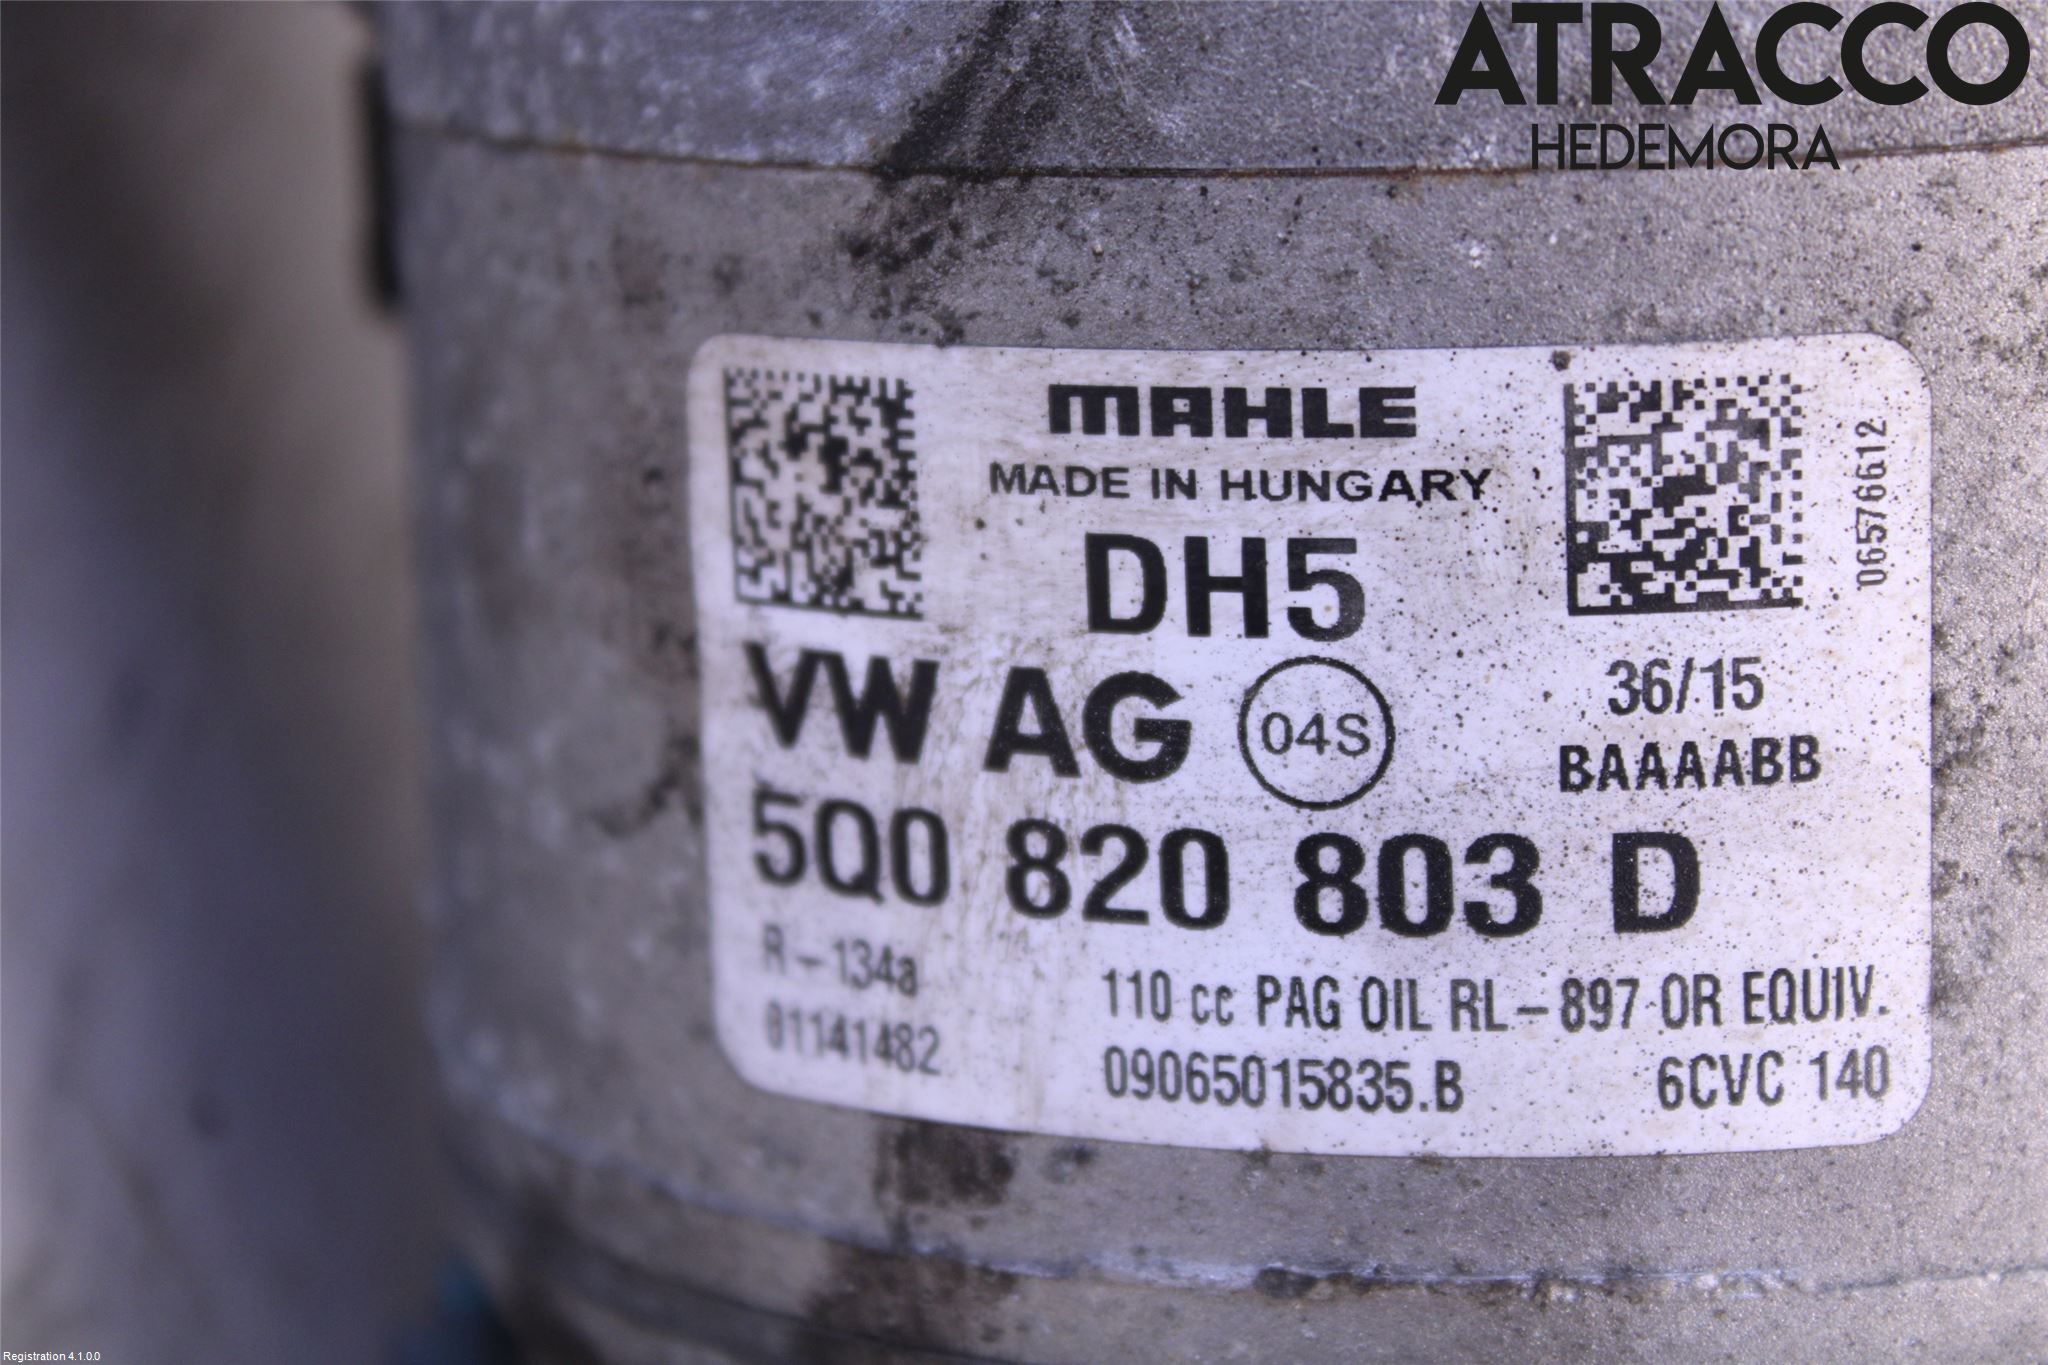 ATRACCO
HEDEMORA
MAHLE
MADE IN HUNGARY
06576612
DH5
VW AG
04S
36/15
BAAAABB
5Q0 820 803 D
R-134a
110 cc PAG OIL RL-897 OR EQUIV.
01141482
09065015835.B
6CVC 140
Registration 4.1.0.0